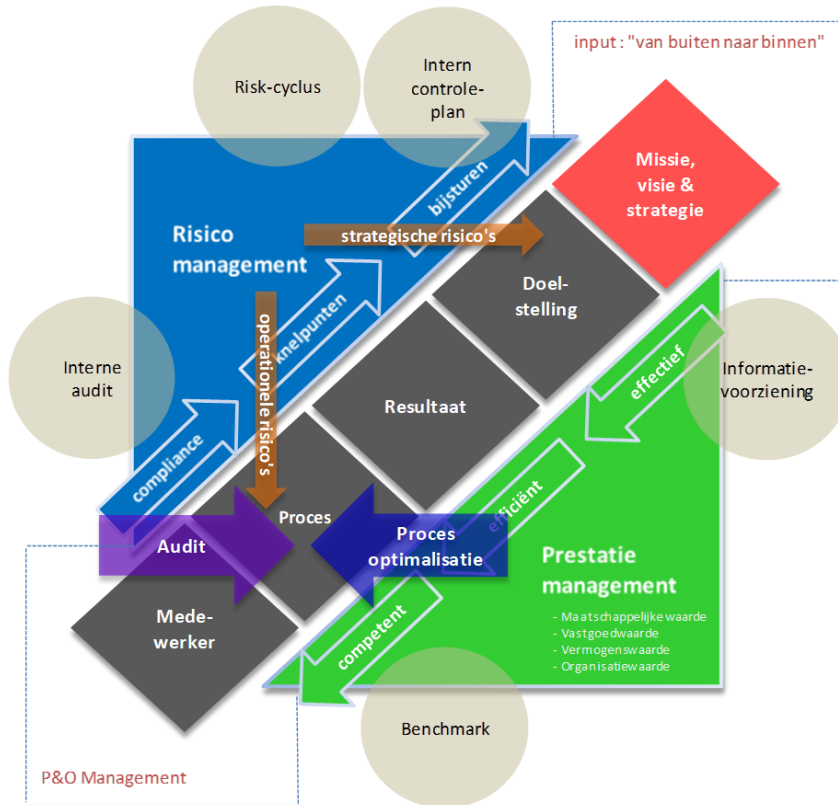 input : "van buiten naar binnen"
Risk-cyclus
Intern
controle-
plan
Missie,
visie &
strategie
bijsturen
Risico
management
strategische risico's
Doel-
stelling
knelpunten
operationele risico's
Interne
audit
effectief
Informatie-
voorziening
Resultaat
compliance
Proces
efficiënt
Audit
Proces
optimalisatie
Prestatie
management
- Maatschappelijke waarde
- Vastgoedwaarde
- Vermogenswaarde
- Organisatiewaarde
Mede-
werker
competent
Benchmark
P&O Management